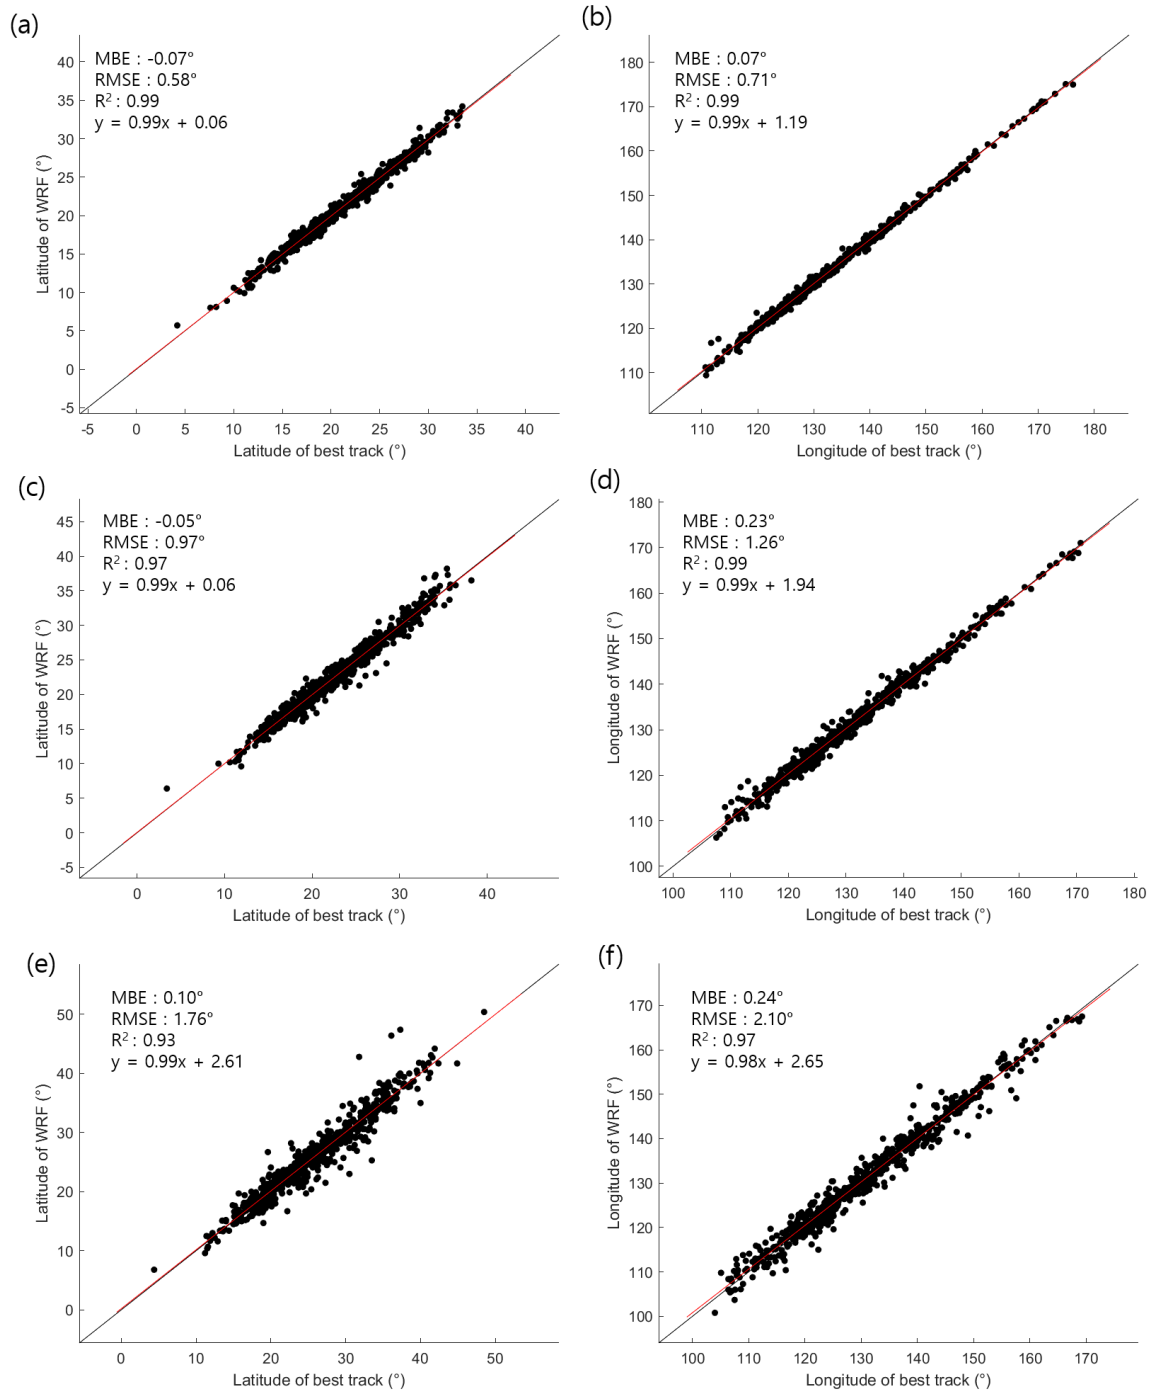 (a)
MBE : -0.07°
RMSE : 0.58°
R² : 0.99
y = 0.99x + 0.06
Latitude of WRF (°)
40
35
30
25
20
15
10
5
0
-5
-5 0 5 10 15 20 25 30 35 40
Latitude of best track (°)
(b)
MBE : 0.07°
RMSE : 0.71°
R² : 0.99
y = 0.99x + 1.19
Longitude of WRF (°)
180
170
160
150
140
130
120
110
110 120 130 140 150 160 170 180
Longitude of best track (°)
(c)
MBE : -0.05°
RMSE : 0.97°
R² : 0.97
y = 0.99x + 0.06
Latitude of WRF (°)
45
40
35
30
25
20
15
10
5
0
-5
0 10 20 30 40
Latitude of best track (°)
(d)
MBE : 0.23°
RMSE : 1.26°
R² : 0.99
y = 0.99x + 1.94
Longitude of WRF (°)
180
170
160
150
140
130
120
110
100
100 110 120 130 140 150 160 170 180
Longitude of best track (°)
(e)
MBE : 0.10°
RMSE : 1.76°
R² : 0.93
y = 0.99x + 2.61
Latitude of WRF (°)
50
40
30
20
10
0
0 10 20 30 40 50
Latitude of best track (°)
(f)
MBE : 0.24°
RMSE : 2.10°
R² : 0.97
y = 0.98x + 2.65
Longitude of WRF (°)
170
160
150
140
130
120
110
100
100 110 120 130 140 150 160 170
Longitude of best track (°)